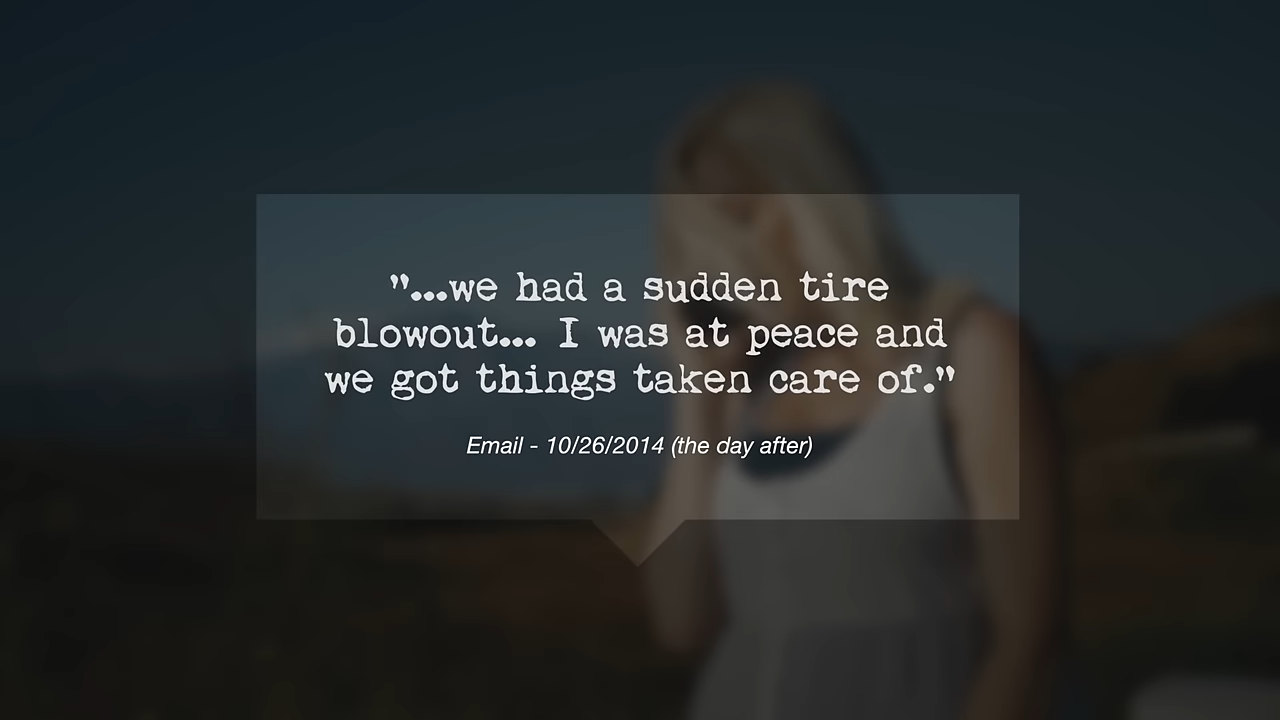 "...we had a sudden tire
blowout... I was at peace and
we got things taken care of."
Email - 10/26/2014 (the day after)